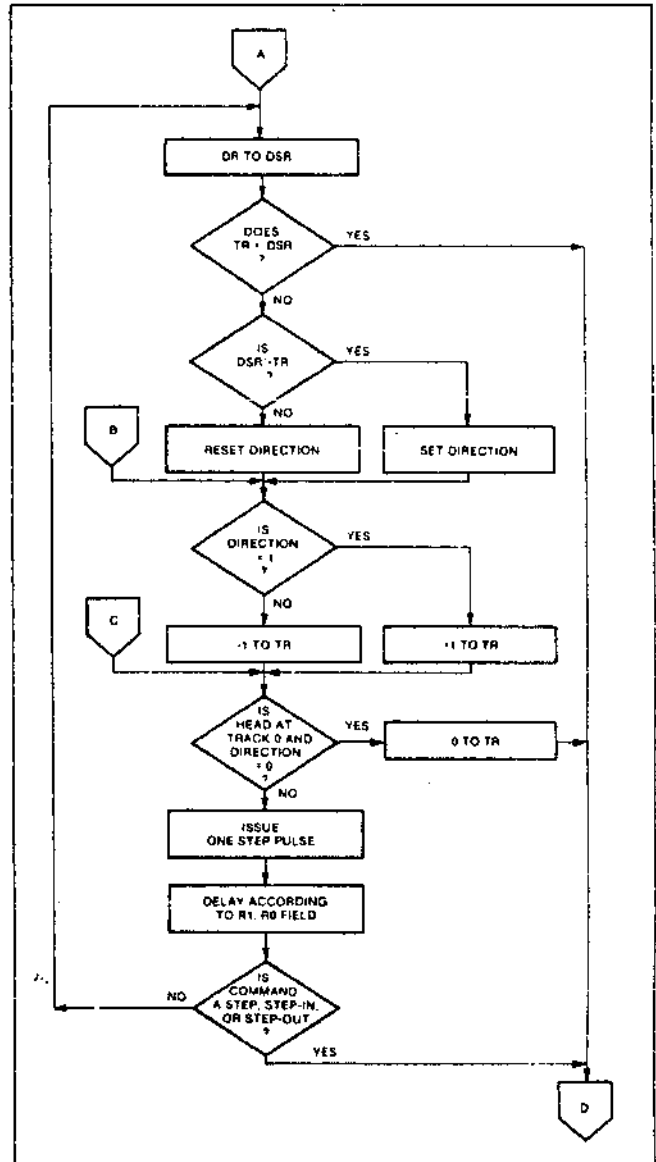 A
DR TO DSR
DOES
TR = DSR
?
YES
NO
IS
DSR > TR
?
YES
NO
B
RESET DIRECTION
SET DIRECTION
IS
DIRECTION
= 1
?
YES
NO
C
-1 TO TR
+1 TO TR
IS
HEAD AT
TRACK 0 AND
DIRECTION
= 0
?
YES
0 TO TR
NO
ISSUE
ONE STEP PULSE
DELAY ACCORDING
TO R1, R0 FIELD
IS
COMMAND
A STEP, STEP-IN,
OR STEP-OUT
?
NO
YES
D